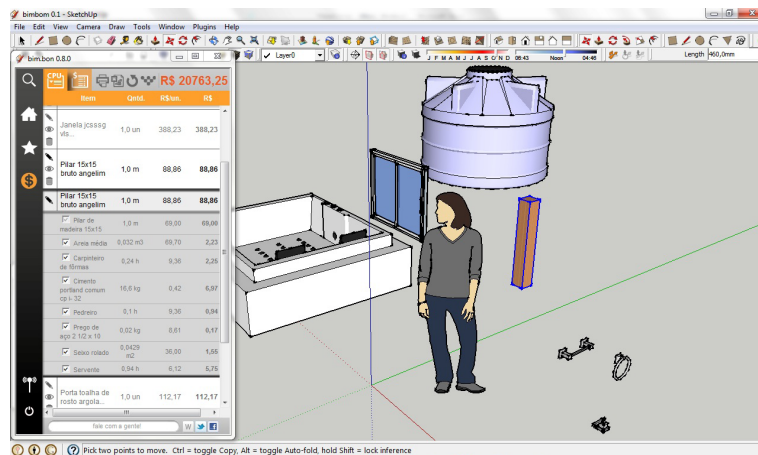 bimbom 0.1 - SketchUp
File Edit View Camera Draw Tools Window Plugins Help
Layer0
J F M A M J J A S O N D 06:43 Noon 04:46
Length 460,0mm
bim.bon 0.8.0
CPU
R$ 20763,25
Item Qntd. R$/un. R$
Janela jcsssg vls... 1,0 un 388,23 388,23
Pilar 15x15 bruto angelim 1,0 m 88,86 88,86
Pilar 15x15 bruto angelim 1,0 m 88,86 88,86
Pilar de madeira 15x15 1,0 m 69,00 69,00
Areia média 0,032 m3 69,70 2,23
Carpinteiro de fôrmas 0,24 h 9,36 2,25
Cimento portland comum cp i- 32 16,6 kg 0,42 6,97
Pedreiro 0,1 h 9,36 0,94
Prego de aço 2 1/2 x 10 0,02 kg 8,61 0,17
Seixo rolado 0,0429 m2 36,00 1,55
Servente 0,94 h 6,12 5,75
Porta toalha de rosto argola... 1,0 un 112,17 112,17
fale com a gente!
W
Pick two points to move. Ctrl = toggle Copy, Alt = toggle Auto-fold, hold Shift = lock inference